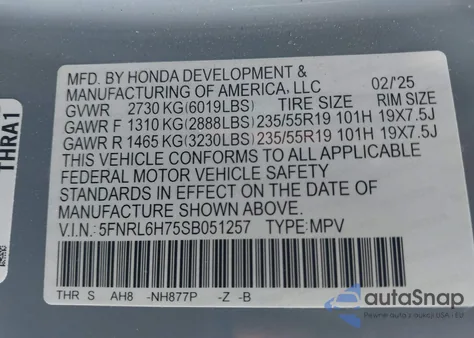 MFD. BY HONDA DEVELOPMENT &
MANUFACTURING OF AMERICA, LLC 02/'25
GVWR 2730 KG(6019LBS) TIRE SIZE RIM SIZE
GAWR F 1310 KG(2888LBS) 235/55R19 101H 19X7.5J
GAWR R 1465 KG(3230LBS) 235/55R19 101H 19X7.5J
THIS VEHICLE CONFORMS TO ALL APPLICABLE
FEDERAL MOTOR VEHICLE SAFETY
STANDARDS IN EFFECT ON THE DATE OF
MANUFACTURE SHOWN ABOVE.
V.I.N.: 5FNRL6H75SB051257 TYPE: MPV
THR S AH8 -NH877P -Z -B
THRA1
autoSnap